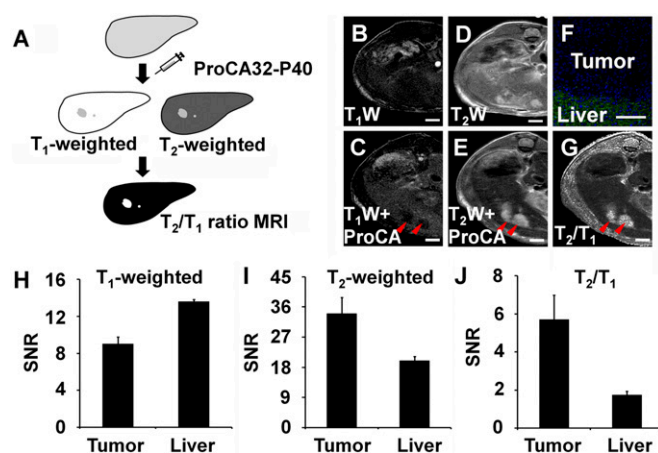 A
ProCA32-P40
T₁-weighted
T₂-weighted
T₂/T₁ ratio MRI
B
T₁W
D
T₂W
F
Tumor
Liver
C
T₁W+
ProCA
E
T₂W+
ProCA
G
T₂/T₁
H
T₁-weighted
SNR
16
12
8
4
0
Tumor
Liver
I
T₂-weighted
SNR
45
36
27
18
9
0
Tumor
Liver
J
T₂/T₁
SNR
8
6
4
2
0
Tumor
Liver